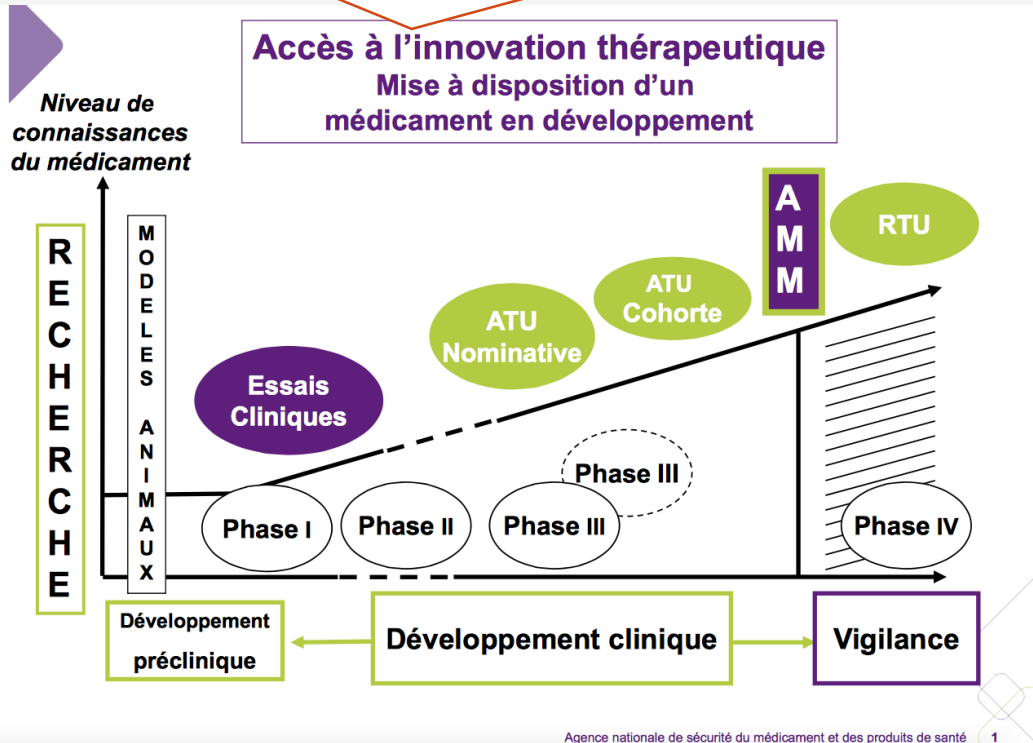 Accès à l’innovation thérapeutique
Mise à disposition d’un
médicament en développement
Niveau de
connaissances
du médicament
RECHERCHE
MODELES ANIMAUX
Essais
Cliniques
ATU
Nominative
ATU
Cohorte
AMM
RTU
Phase I
Phase II
Phase III
Phase III
Phase IV
Développement
préclinique
Développement clinique
Vigilance
Agence nationale de sécurité du médicament et des produits de santé
1